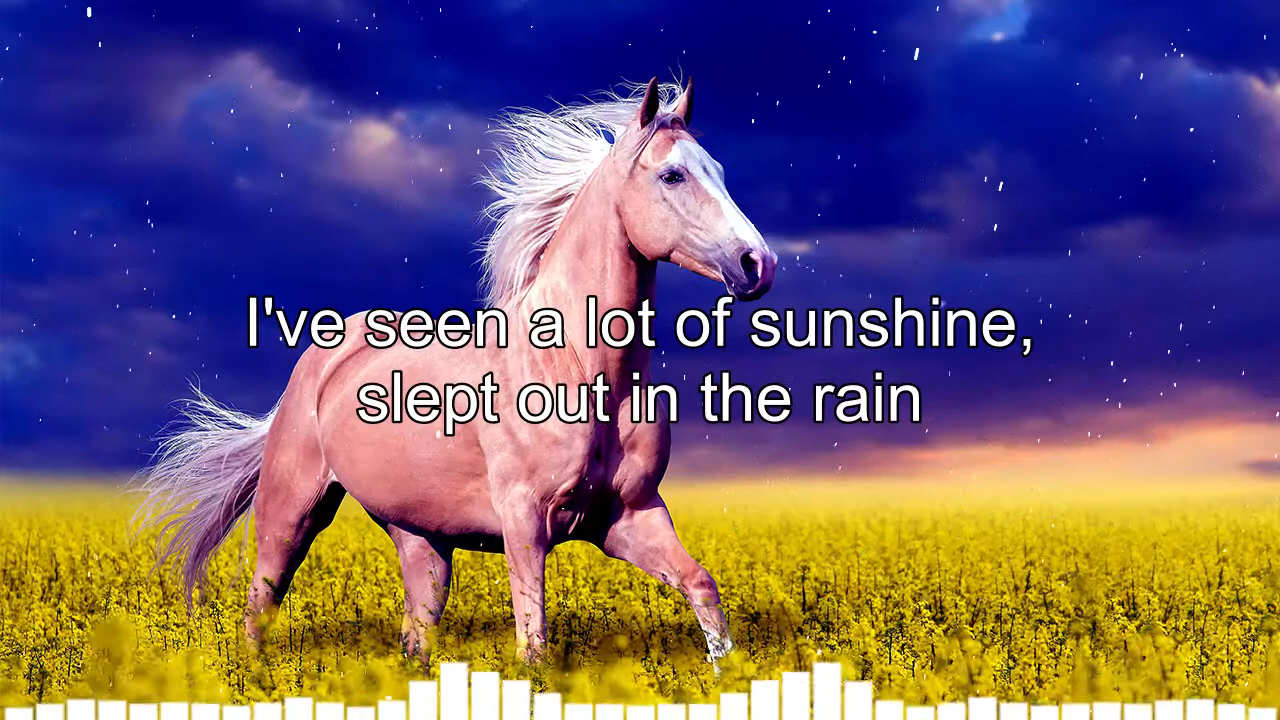 I've seen a lot of sunshine,
slept out in the rain